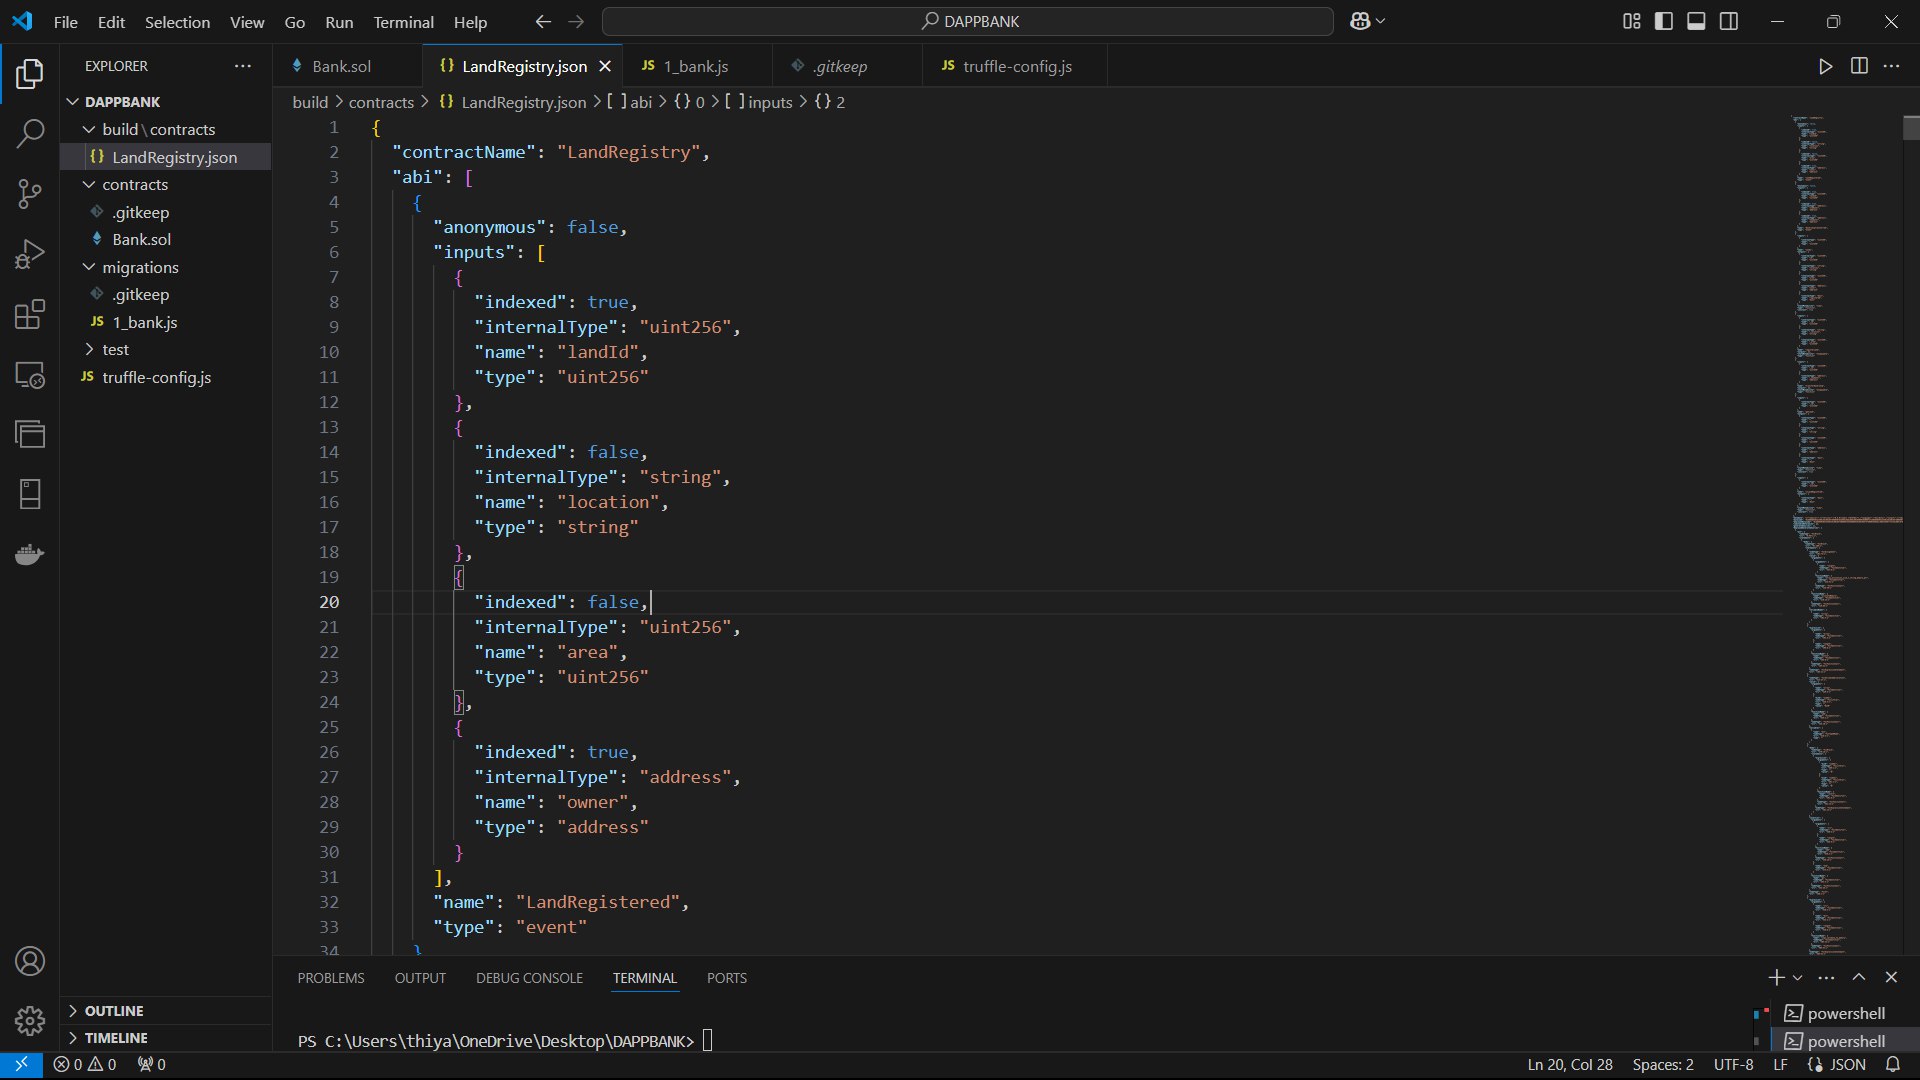 File Edit Selection View Go Run Terminal Help
DAPPBANK
EXPLORER
DAPPBANK
build\contracts
LandRegistry.json
contracts
.gitkeep
Bank.sol
migrations
.gitkeep
JS 1_bank.js
test
JS truffle-config.js
OUTLINE
TIMELINE
Bank.sol {} LandRegistry.json JS 1_bank.js .gitkeep JS truffle-config.js
build > contracts > {} LandRegistry.json > [ ] abi > {} 0 > [ ] inputs > {} 2
1 {
2 "contractName": "LandRegistry",
3 "abi": [
4 {
5 "anonymous": false,
6 "inputs": [
7 {
8 "indexed": true,
9 "internalType": "uint256",
10 "name": "landId",
11 "type": "uint256"
12 },
13 {
14 "indexed": false,
15 "internalType": "string",
16 "name": "location",
17 "type": "string"
18 },
19 {
20 "indexed": false,
21 "internalType": "uint256",
22 "name": "area",
23 "type": "uint256"
24 },
25 {
26 "indexed": true,
27 "internalType": "address",
28 "name": "owner",
29 "type": "address"
30 }
31 ],
32 "name": "LandRegistered",
33 "type": "event"
34 }
PROBLEMS OUTPUT DEBUG CONSOLE TERMINAL PORTS
PS C:\Users\thiya\OneDrive\Desktop\DAPPBANK>
powershell
powershell
0 0 0 Ln 20, Col 28 Spaces: 2 UTF-8 LF {} JSON